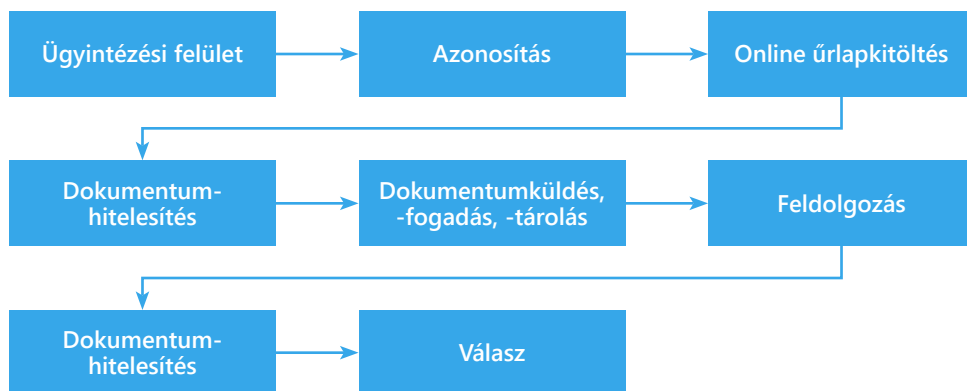 Ügyintézési felület
Azonosítás
Online űrlapkitöltés
Dokumentum-
hitelesítés
Dokumentumküldés,
-fogadás, -tárolás
Feldolgozás
Dokumentum-
hitelesítés
Válasz